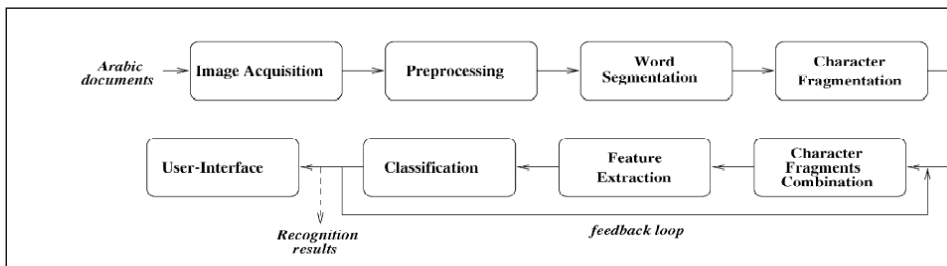 Arabic
documents
Image Acquisition
Preprocessing
Word
Segmentation
Character
Fragmentation
User-Interface
Classification
Feature
Extraction
Character
Fragments
Combination
Recognition
results
feedback loop